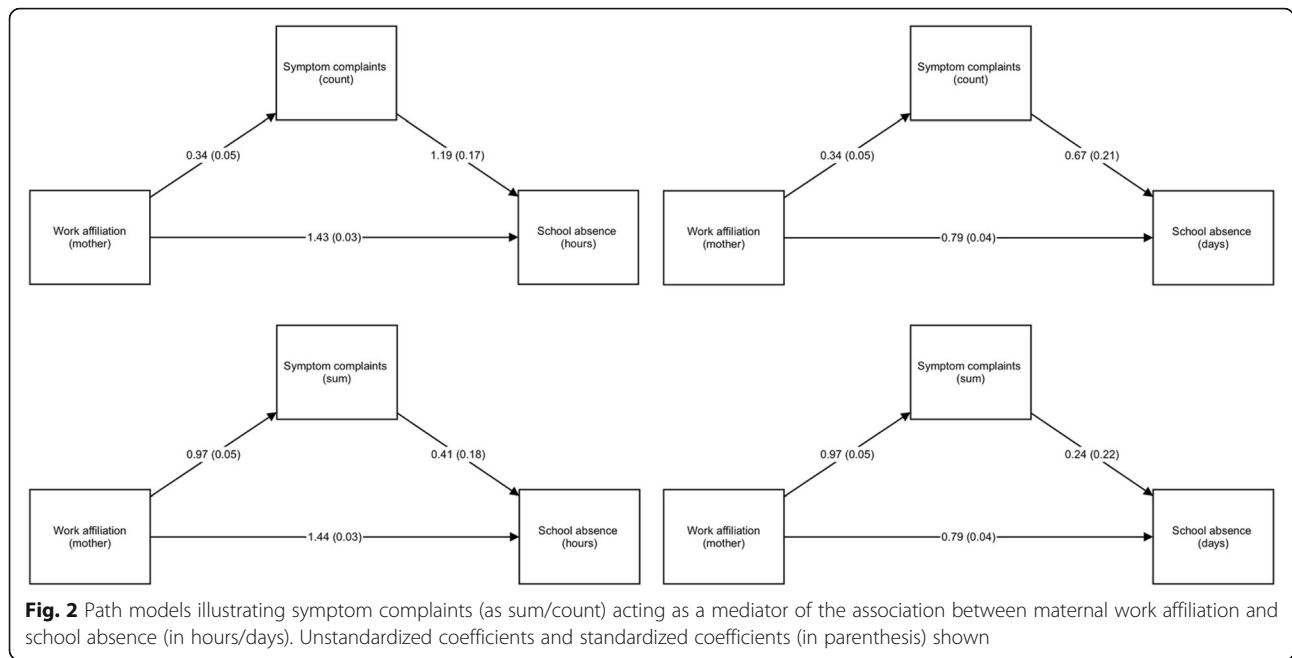 Symptom complaints
(count)
0.34 (0.05)
1.19 (0.17)
Work affiliation
(mother)
1.43 (0.03)
School absence
(hours)
Symptom complaints
(count)
0.34 (0.05)
0.67 (0.21)
Work affiliation
(mother)
0.79 (0.04)
School absence
(days)
Symptom complaints
(sum)
0.97 (0.05)
0.41 (0.18)
Work affiliation
(mother)
1.44 (0.03)
School absence
(hours)
Symptom complaints
(sum)
0.97 (0.05)
0.24 (0.22)
Work affiliation
(mother)
0.79 (0.04)
School absence
(days)
Fig. 2 Path models illustrating symptom complaints (as sum/count) acting as a mediator of the association between maternal work affiliation and
school absence (in hours/days). Unstandardized coefficients and standardized coefficients (in parenthesis) shown